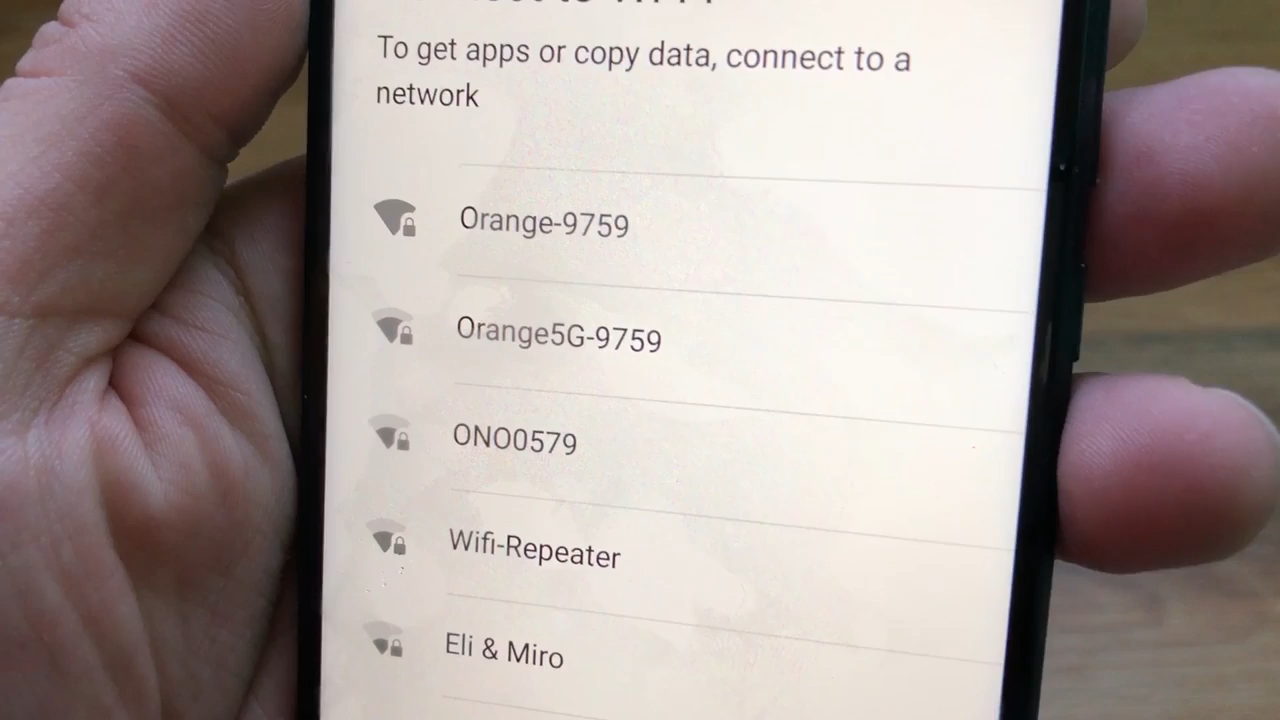 To get apps or copy data, connect to a
network
Orange-9759
Orange5G-9759
ONO0579
Wifi-Repeater
Eli & Miro